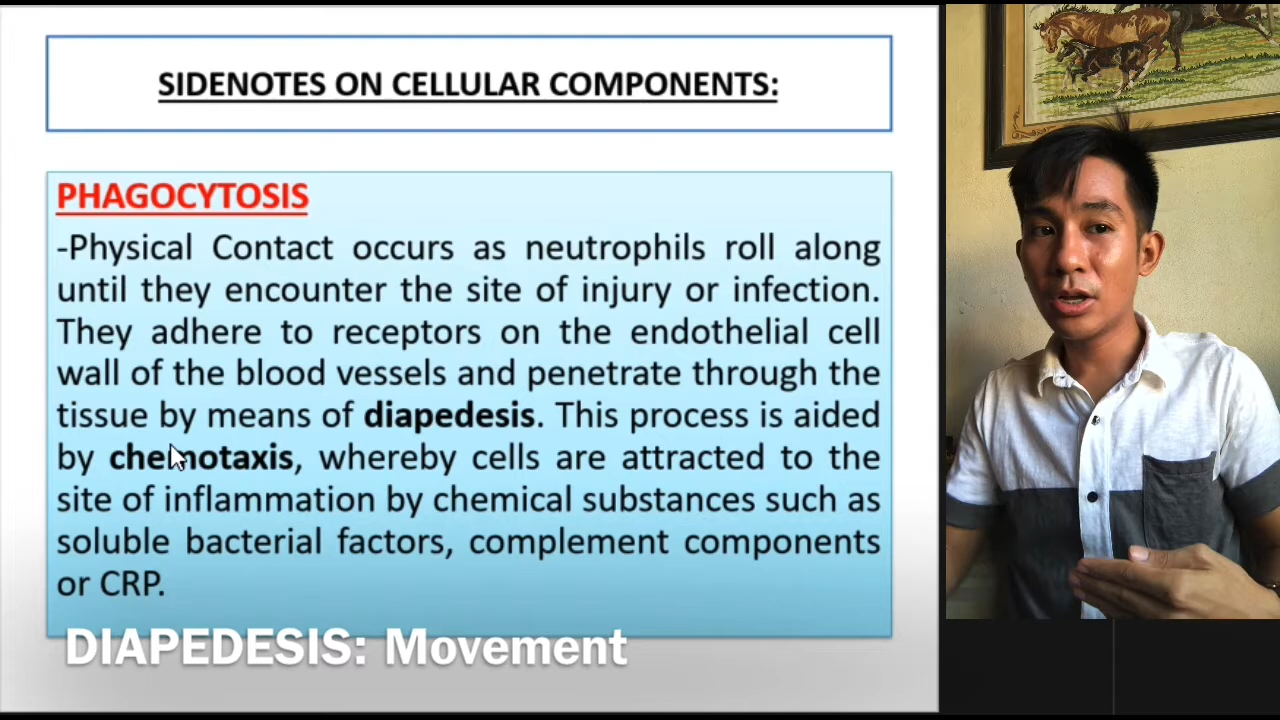 SIDENOTES ON CELLULAR COMPONENTS:
PHAGOCYTOSIS
-Physical Contact occurs as neutrophils roll along
until they encounter the site of injury or infection.
They adhere to receptors on the endothelial cell
wall of the blood vessels and penetrate through the
tissue by means of diapedesis. This process is aided
by chemotaxis, whereby cells are attracted to the
site of inflammation by chemical substances such as
soluble bacterial factors, complement components
or CRP.
DIAPEDESIS: Movement